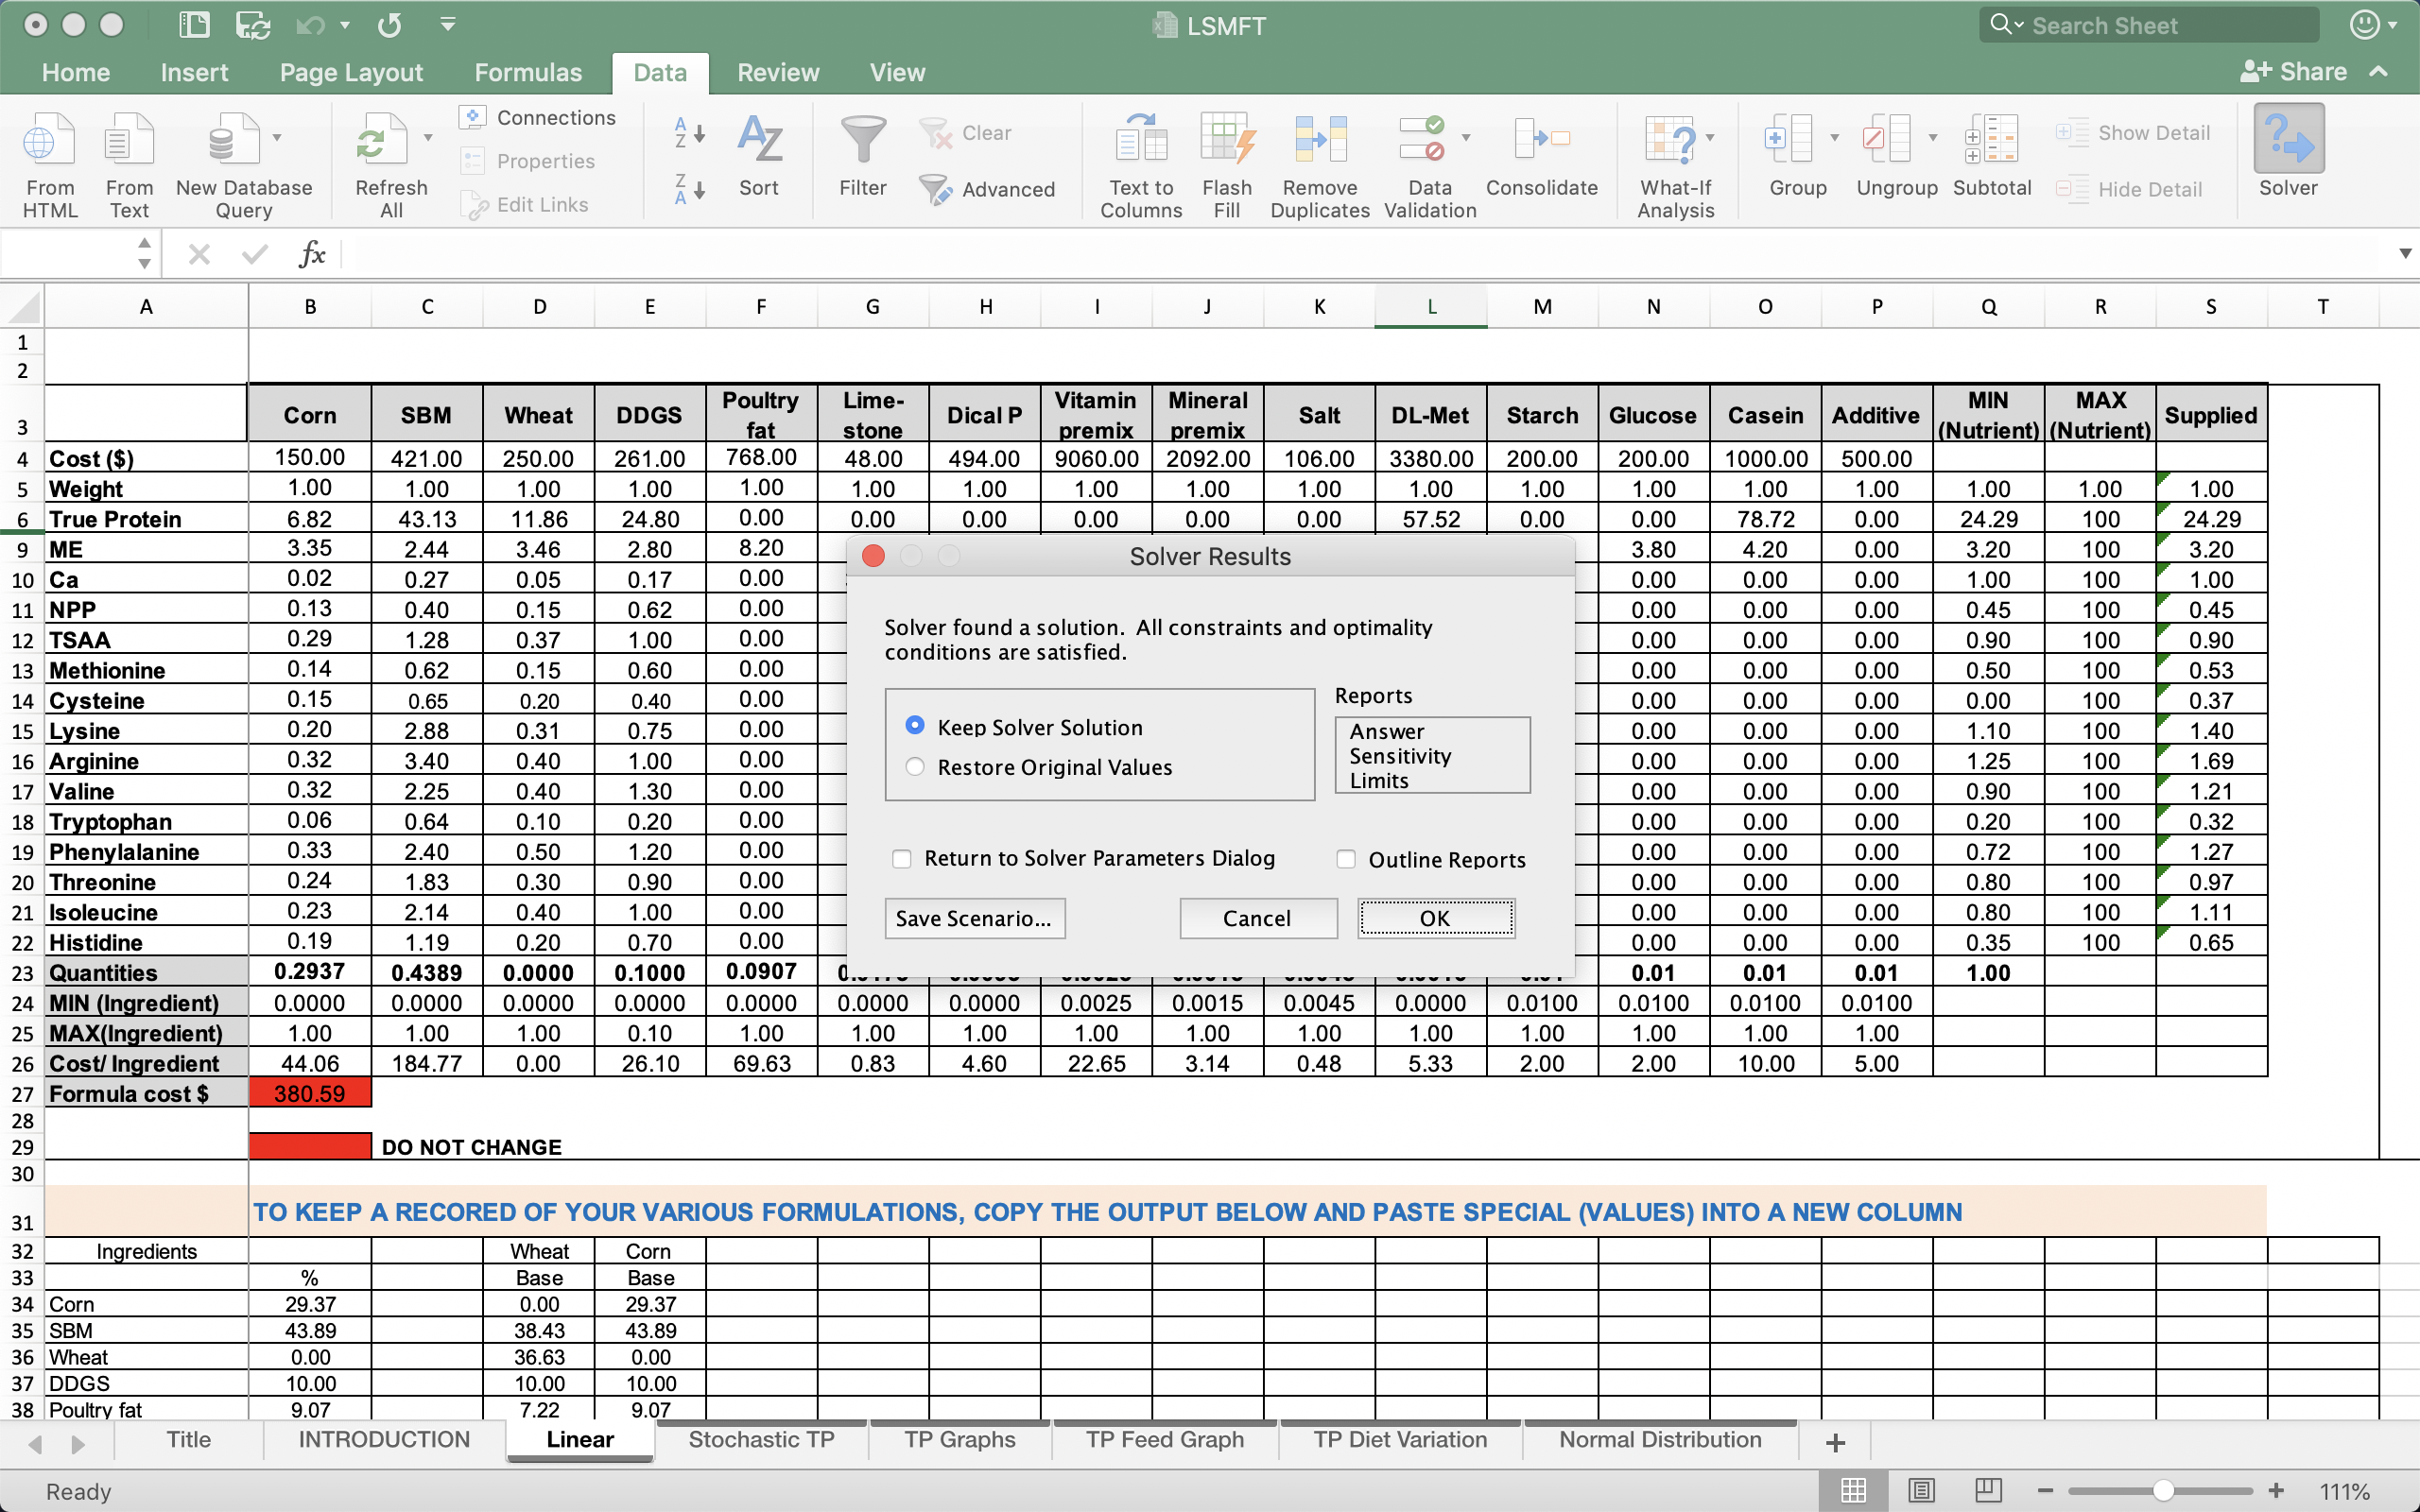 LSMFT
Search Sheet
Home Insert Page Layout Formulas Data Review View Share
Connections
Properties
Edit Links
Clear
Advanced
Show Detail
Hide Detail
From HTML
From Text
New Database Query
Refresh All
Sort
Filter
Text to Columns
Flash Fill
Remove Duplicates
Data Validation
Consolidate
What-If Analysis
Group
Ungroup
Subtotal
Solver
fx
A B C D E F G H I J K L M N O P Q R S T
1
2
3 Corn SBM Wheat DDGS Poultry fat Lime-stone Dical P Vitamin premix Mineral premix Salt DL-Met Starch Glucose Casein Additive MIN (Nutrient) MAX (Nutrient) Supplied
4 Cost ($) 150.00 421.00 250.00 261.00 768.00 48.00 494.00 9060.00 2092.00 106.00 3380.00 200.00 200.00 1000.00 500.00
5 Weight 1.00 1.00 1.00 1.00 1.00 1.00 1.00 1.00 1.00 1.00 1.00 1.00 1.00 1.00 1.00 1.00 1.00 1.00
6 True Protein 6.82 43.13 11.86 24.80 0.00 0.00 0.00 0.00 0.00 0.00 57.52 0.00 0.00 78.72 0.00 24.29 100 24.29
9 ME 3.35 2.44 3.46 2.80 8.20 3.80 4.20 0.00 3.20 100 3.20
10 Ca 0.02 0.27 0.05 0.17 0.00 0.00 0.00 0.00 1.00 100 1.00
11 NPP 0.13 0.40 0.15 0.62 0.00 0.00 0.00 0.00 0.45 100 0.45
12 TSAA 0.29 1.28 0.37 1.00 0.00 0.00 0.00 0.00 0.90 100 0.90
13 Methionine 0.14 0.62 0.15 0.60 0.00 0.00 0.00 0.00 0.50 100 0.53
14 Cysteine 0.15 0.65 0.20 0.40 0.00 0.00 0.00 0.00 0.00 100 0.37
15 Lysine 0.20 2.88 0.31 0.75 0.00 0.00 0.00 0.00 1.10 100 1.40
16 Arginine 0.32 3.40 0.40 1.00 0.00 0.00 0.00 0.00 1.25 100 1.69
17 Valine 0.32 2.25 0.40 1.30 0.00 0.00 0.00 0.00 0.90 100 1.21
18 Tryptophan 0.06 0.64 0.10 0.20 0.00 0.00 0.00 0.00 0.20 100 0.32
19 Phenylalanine 0.33 2.40 0.50 1.20 0.00 0.00 0.00 0.00 0.72 100 1.27
20 Threonine 0.24 1.83 0.30 0.90 0.00 0.00 0.00 0.00 0.80 100 0.97
21 Isoleucine 0.23 2.14 0.40 1.00 0.00 0.00 0.00 0.00 0.80 100 1.11
22 Histidine 0.19 1.19 0.20 0.70 0.00 0.00 0.00 0.00 0.35 100 0.65
23 Quantities 0.2937 0.4389 0.0000 0.1000 0.0907 0.01 0.01 0.01 1.00
24 MIN (Ingredient) 0.0000 0.0000 0.0000 0.0000 0.0000 0.0000 0.0000 0.0025 0.0015 0.0045 0.0000 0.0100 0.0100 0.0100 0.0100
25 MAX(Ingredient) 1.00 1.00 1.00 0.10 1.00 1.00 1.00 1.00 1.00 1.00 1.00 1.00 1.00 1.00 1.00
26 Cost/ Ingredient 44.06 184.77 0.00 26.10 69.63 0.83 4.60 22.65 3.14 0.48 5.33 2.00 2.00 10.00 5.00
27 Formula cost $ 380.59
28
29 DO NOT CHANGE
30
31 TO KEEP A RECORED OF YOUR VARIOUS FORMULATIONS, COPY THE OUTPUT BELOW AND PASTE SPECIAL (VALUES) INTO A NEW COLUMN
32 Ingredients Wheat Corn
33 % Base Base
34 Corn 29.37 0.00 29.37
35 SBM 43.89 38.43 43.89
36 Wheat 0.00 36.63 0.00
37 DDGS 10.00 10.00 10.00
38 Poultry fat 9.07 7.22 9.07
Solver Results
Solver found a solution. All constraints and optimality
conditions are satisfied.
Keep Solver Solution
Restore Original Values
Reports
Answer
Sensitivity
Limits
Return to Solver Parameters Dialog
Outline Reports
Save Scenario... Cancel OK
Title INTRODUCTION Linear Stochastic TP TP Graphs TP Feed Graph TP Diet Variation Normal Distribution +
Ready
111%